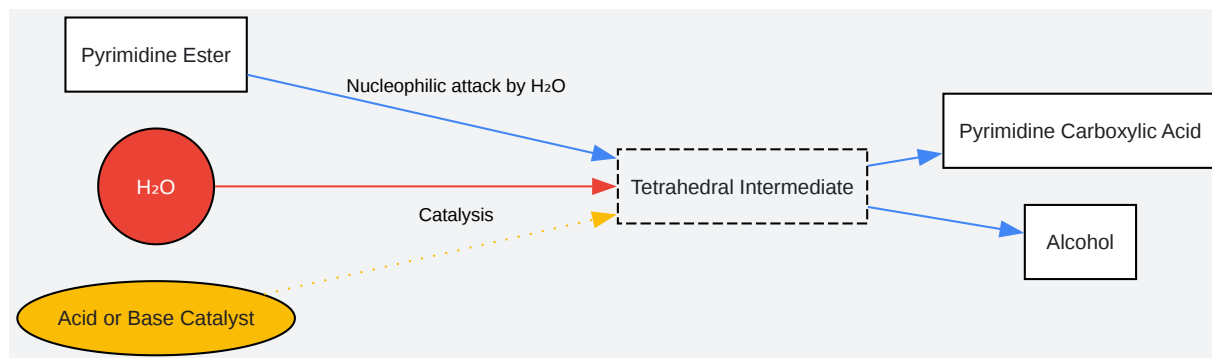 Pyrimidine Ester
Nucleophilic attack by H₂O
Pyrimidine Carboxylic Acid
H₂O
Tetrahedral Intermediate
Catalysis
Alcohol
Acid or Base Catalyst